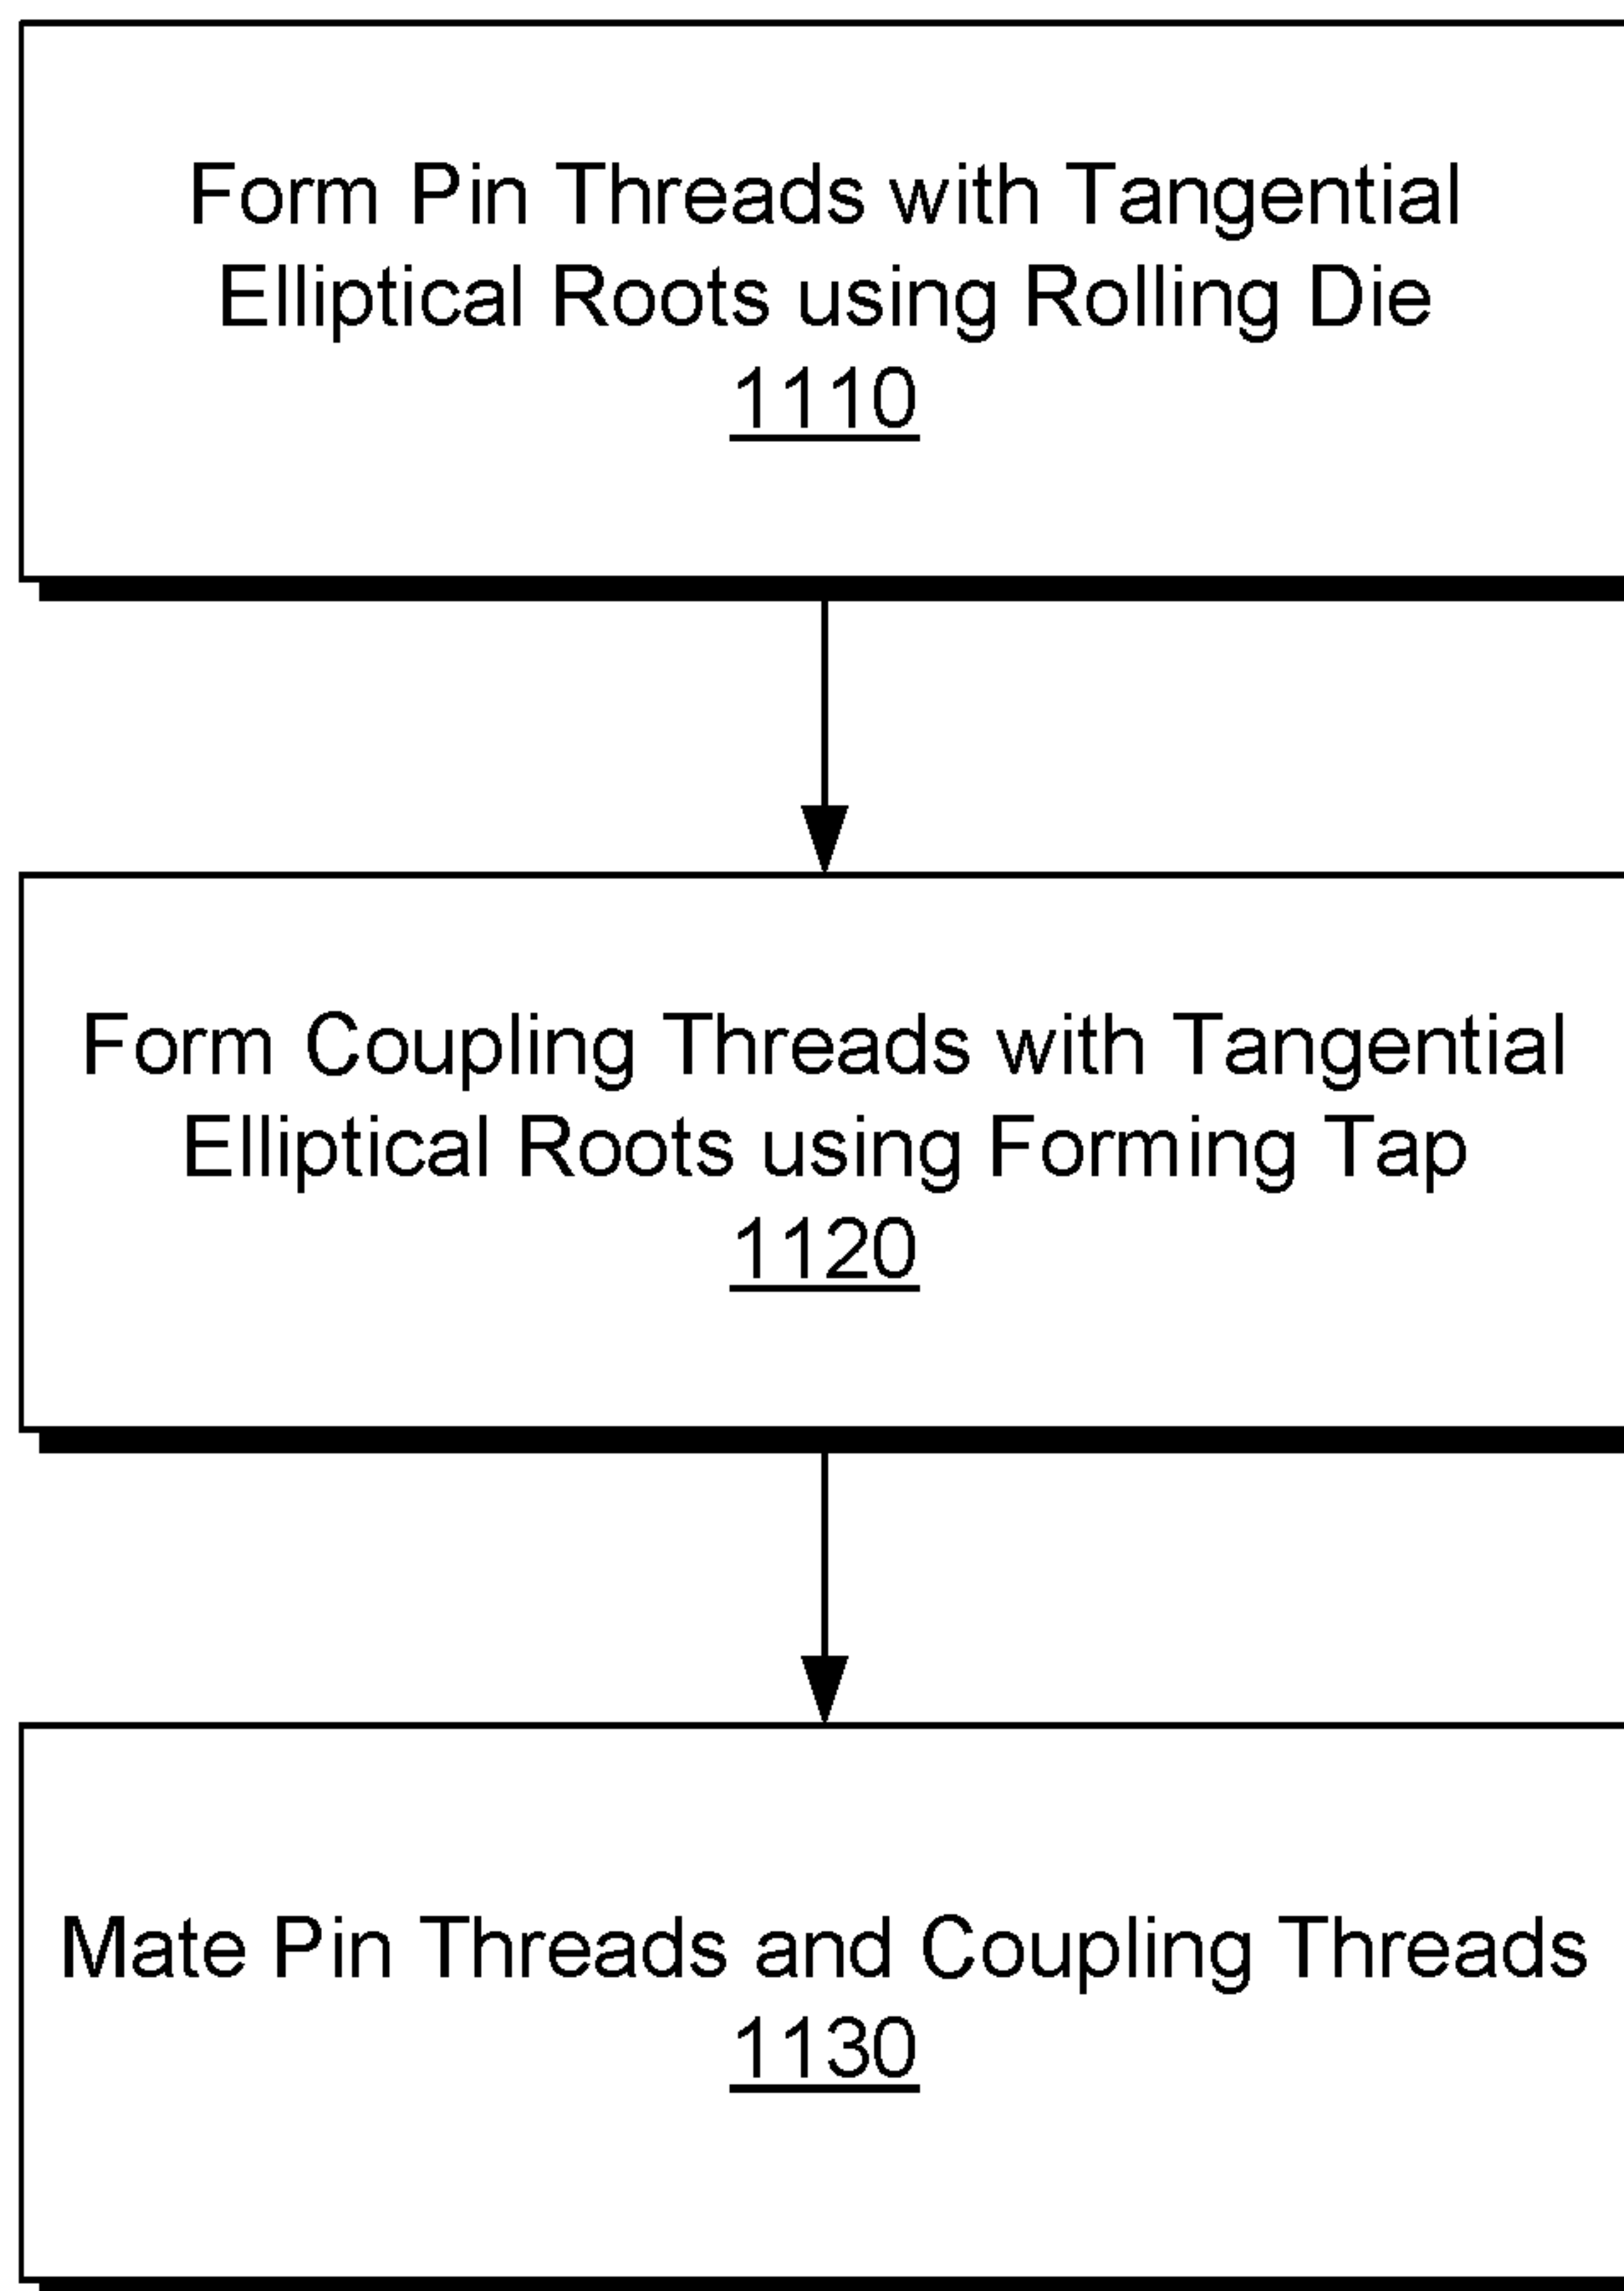 Form Pin Threads with Tangential
Elliptical Roots using Rolling Die
1110
Form Coupling Threads with Tangential
Elliptical Roots using Forming Tap
1120
Mate Pin Threads and Coupling Threads
1130